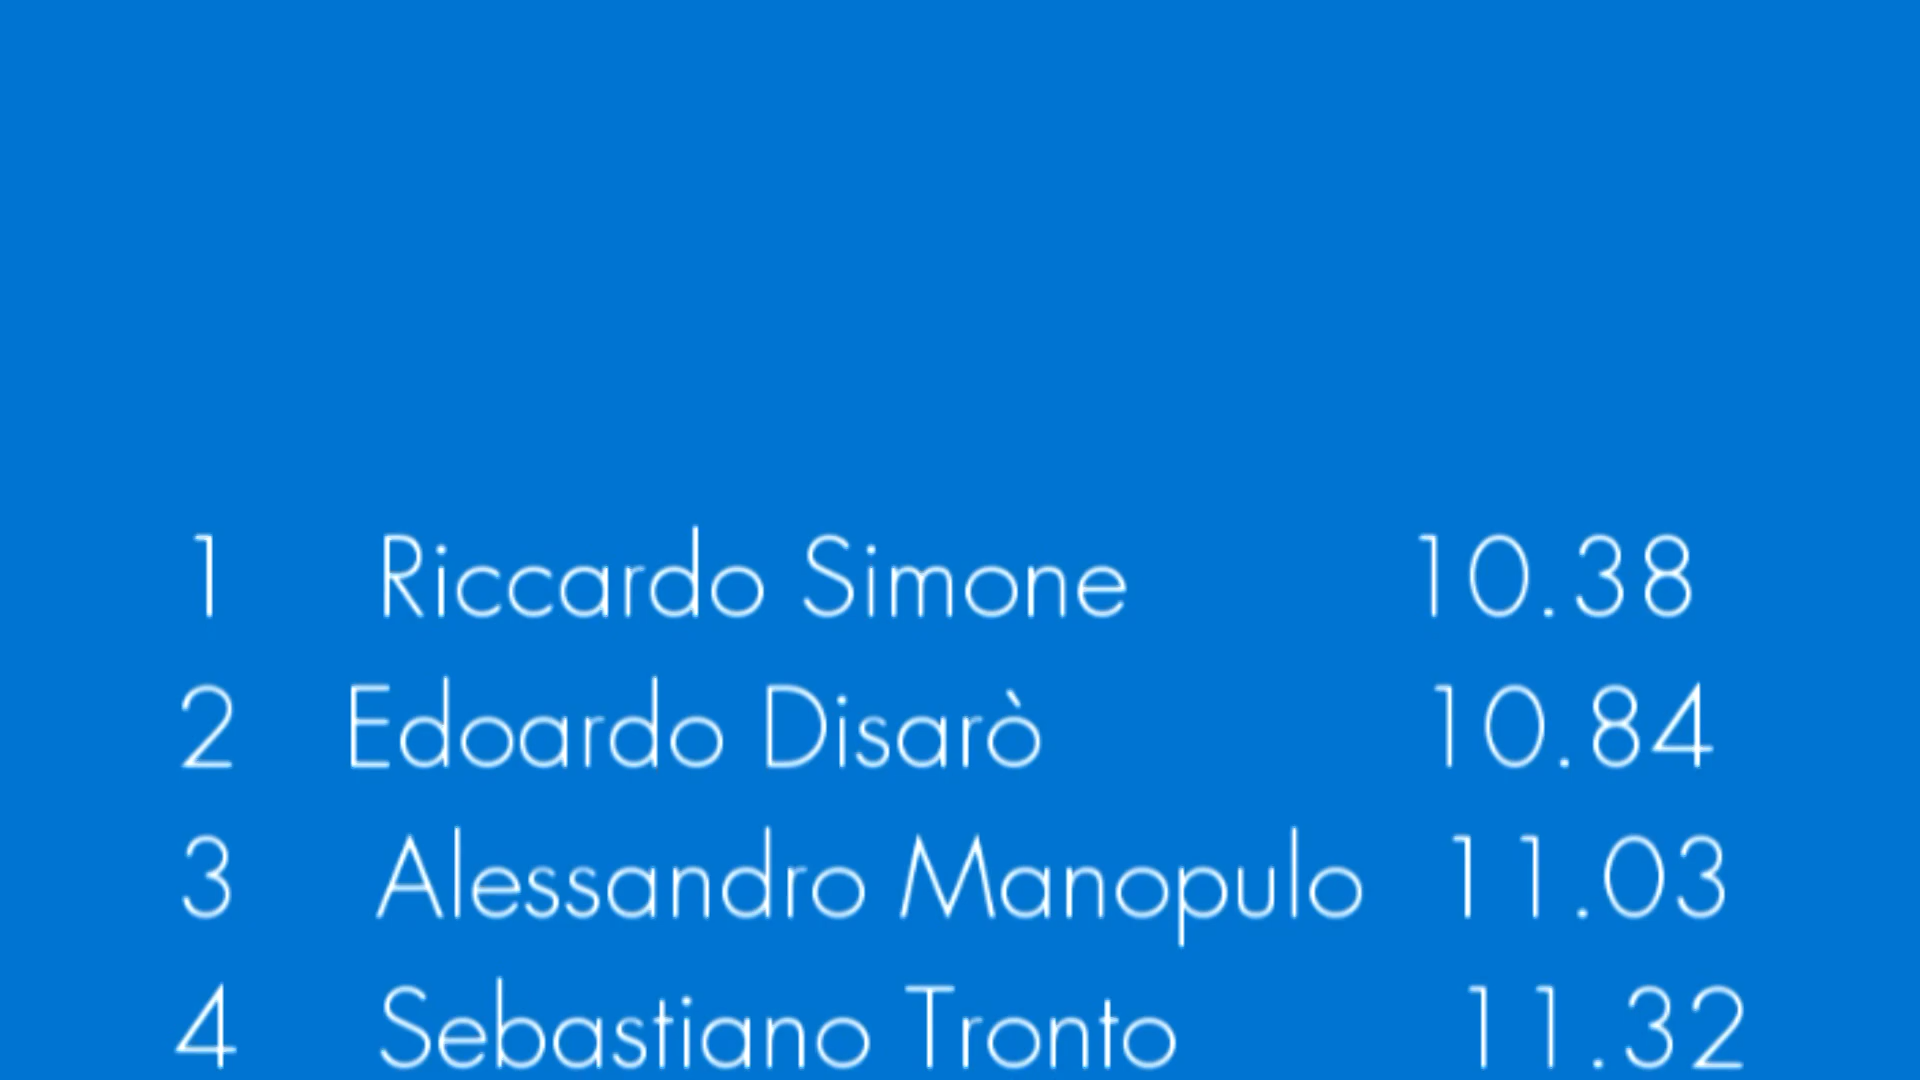 1 Riccardo Simone 10.38
2 Edoardo Disarò 10.84
3 Alessandro Manopulo 11.03
4 Sebastiano Tronto 11.32